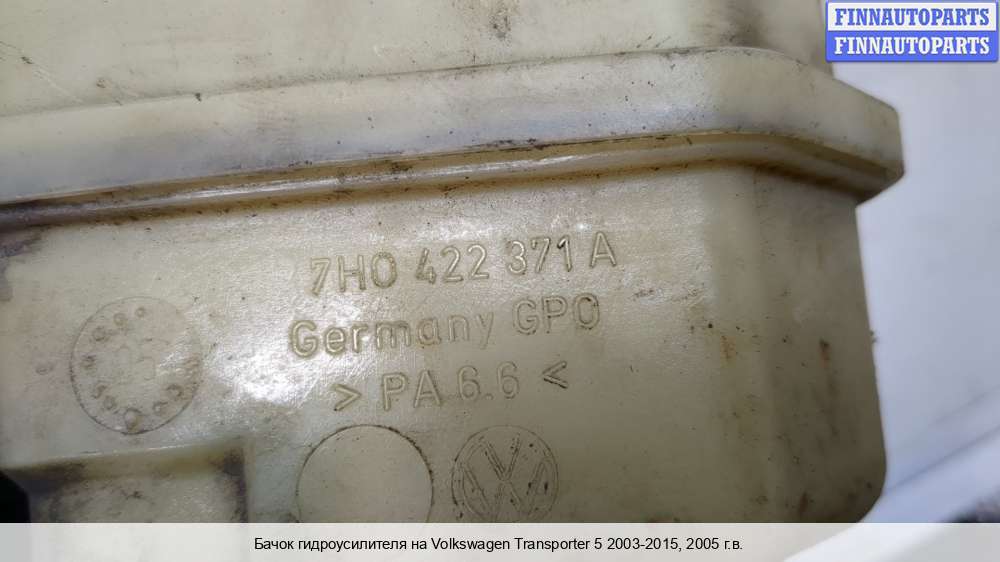 FINNAUTOPARTS
FINNAUTOPARTS
7H0 422 371 A
Germany GPO
> PA 6.6 <
Бачок гидроусилителя на Volkswagen Transporter 5 2003-2015, 2005 г.в.